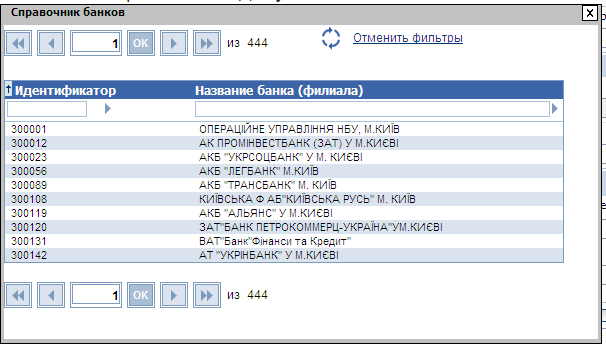 Справочник банков
1 OK из 444 Отменить фильтры
Идентификатор Название банка (филиала)
300001 ОПЕРАЦІЙНЕ УПРАВЛІННЯ НБУ, М.КИЇВ
300012 АК ПРОМІНВЕСТБАНК (ЗАТ) У М.КИЄВІ
300023 АКБ "УКРСОЦБАНК" У М. КИЄВІ
300056 АКБ "ЛЕГБАНК" М.КИЇВ
300089 АКБ "ТРАНСБАНК" М. КИЇВ
300108 КИЇВСЬКА Ф АБ"КИЇВСЬКА РУСЬ" М. КИЇВ
300119 АКБ "АЛЬЯНС" У М.КИЄВІ
300120 ЗАТ"БАНК ПЕТРОКОММЕРЦ-УКРАЇНА"УМ.КИЄВІ
300131 ВАТ"Банк"Фінанси та Кредит"
300142 АТ "УКРІНБАНК" У М.КИЄВІ
1 OK из 444